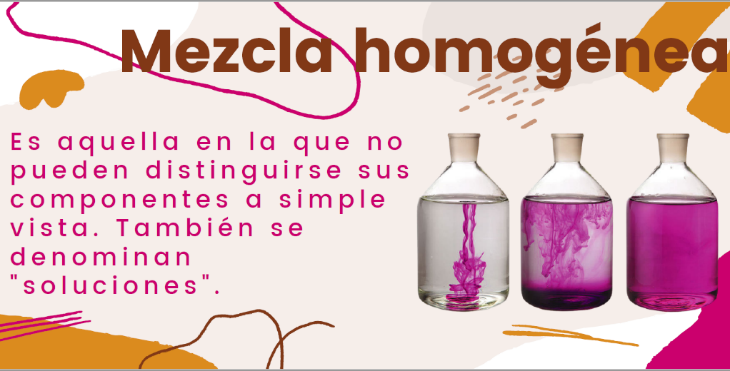 Mezcla homogénea
Es aquella en la que no
pueden distinguirse sus
componentes a simple
vista. También se
denominan
"soluciones".